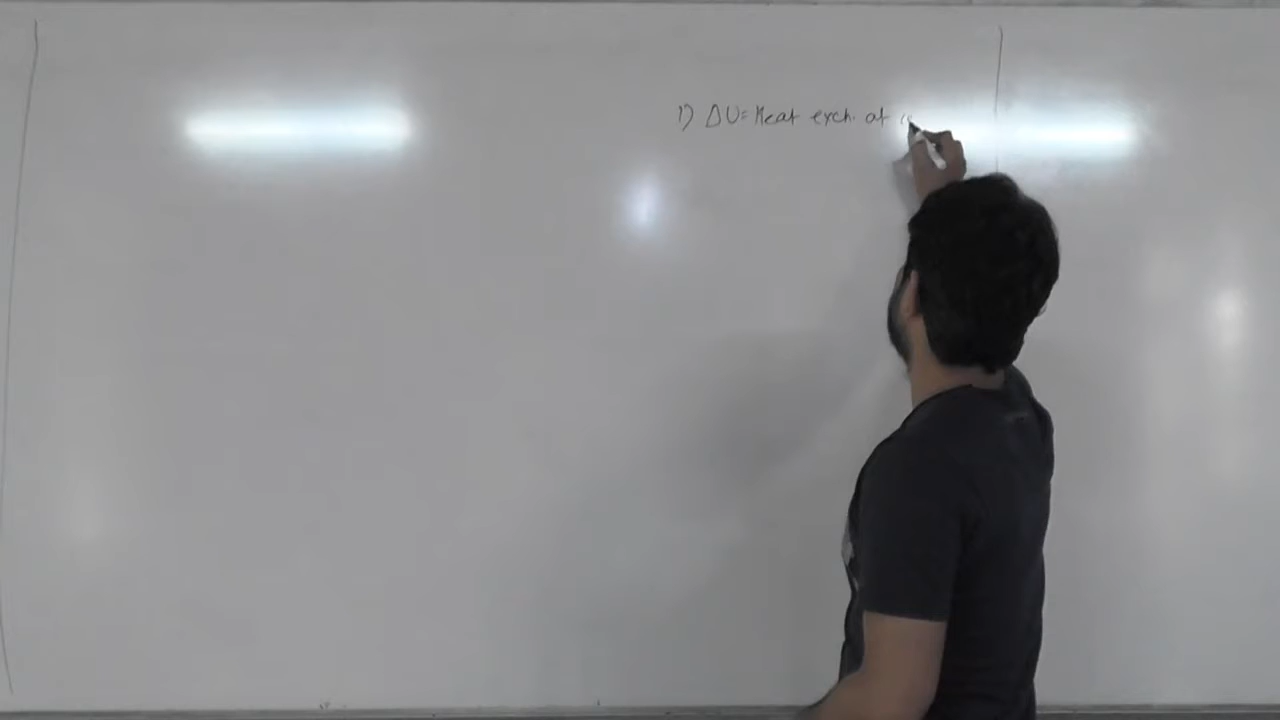 1) ΔU= Heat exch. at